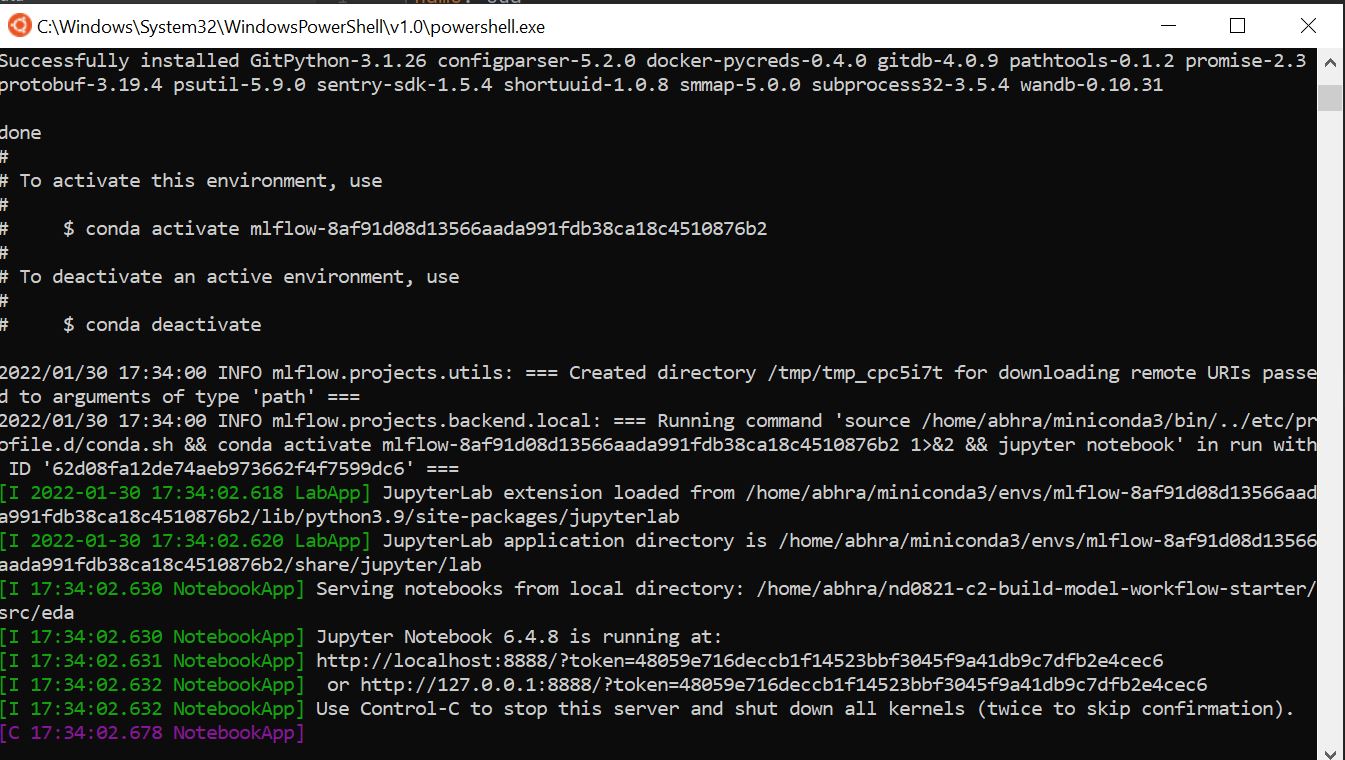 C:\Windows\System32\WindowsPowerShell\v1.0\powershell.exe
Successfully installed GitPython-3.1.26 configparser-5.2.0 docker-pycreds-0.4.0 gitdb-4.0.9 pathtools-0.1.2 promise-2.3
protobuf-3.19.4 psutil-5.9.0 sentry-sdk-1.5.4 shortuuid-1.0.8 smmap-5.0.0 subprocess32-3.5.4 wandb-0.10.31
done
#
# To activate this environment, use
#
#     $ conda activate mlflow-8af91d08d13566aada991fdb38ca18c4510876b2
#
# To deactivate an active environment, use
#
#     $ conda deactivate
2022/01/30 17:34:00 INFO mlflow.projects.utils: === Created directory /tmp/tmp_cpc5i7t for downloading remote URIs passe
d to arguments of type 'path' ===
2022/01/30 17:34:00 INFO mlflow.projects.backend.local: === Running command 'source /home/abhra/miniconda3/bin/../etc/pr
ofile.d/conda.sh && conda activate mlflow-8af91d08d13566aada991fdb38ca18c4510876b2 1>&2 && jupyter notebook' in run with
 ID '62d08fa12de74aeb973662f4f7599dc6' ===
[I 2022-01-30 17:34:02.618 LabApp] JupyterLab extension loaded from /home/abhra/miniconda3/envs/mlflow-8af91d08d13566aad
a991fdb38ca18c4510876b2/lib/python3.9/site-packages/jupyterlab
[I 2022-01-30 17:34:02.620 LabApp] JupyterLab application directory is /home/abhra/miniconda3/envs/mlflow-8af91d08d13566
aada991fdb38ca18c4510876b2/share/jupyter/lab
[I 17:34:02.630 NotebookApp] Serving notebooks from local directory: /home/abhra/nd0821-c2-build-model-workflow-starter/
src/eda
[I 17:34:02.630 NotebookApp] Jupyter Notebook 6.4.8 is running at:
[I 17:34:02.631 NotebookApp] http://localhost:8888/?token=48059e716deccb1f14523bbf3045f9a41db9c7dfb2e4cec6
[I 17:34:02.632 NotebookApp]  or http://127.0.0.1:8888/?token=48059e716deccb1f14523bbf3045f9a41db9c7dfb2e4cec6
[I 17:34:02.632 NotebookApp] Use Control-C to stop this server and shut down all kernels (twice to skip confirmation).
[C 17:34:02.678 NotebookApp]